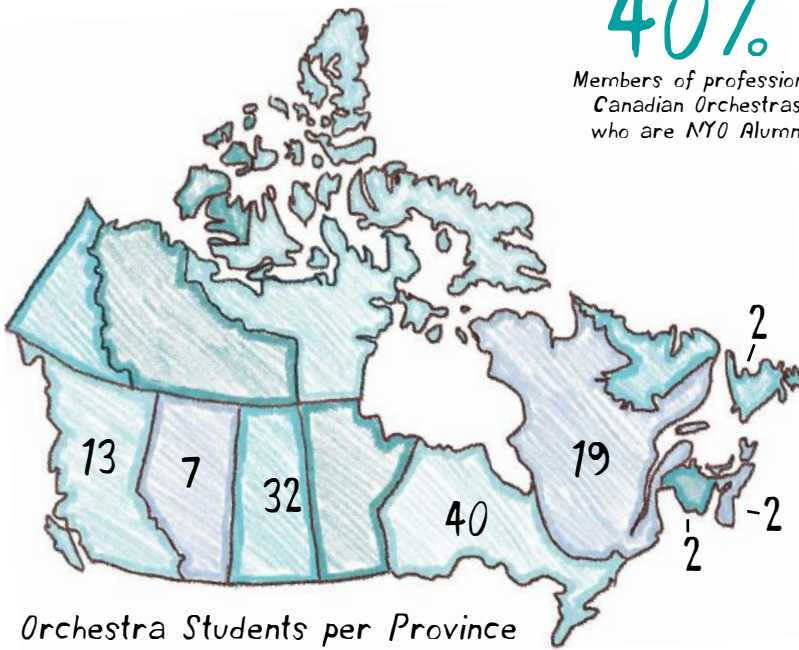 40%
Members of profession
Canadian Orchestras
who are NYO Alumn
2
13
7
32
40
19
2
2
Orchestra Students per Province